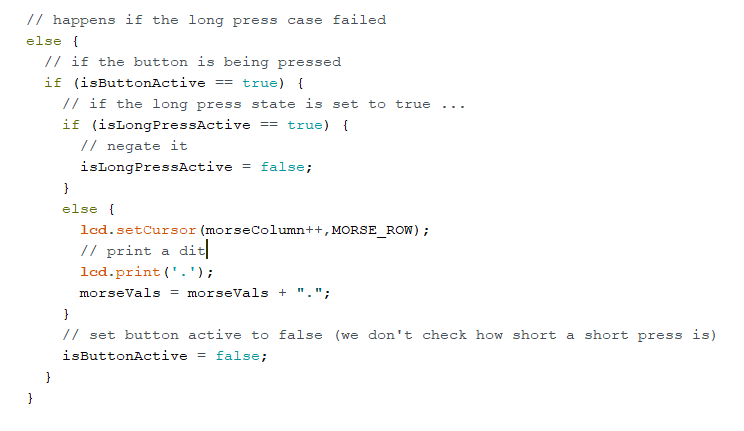 // happens if the long press case failed
else {
  // if the button is being pressed
  if (isButtonActive == true) {
    // if the long press state is set to true ...
    if (isLongPressActive == true) {
      // negate it
      isLongPressActive = false;
    }
    else {
      lcd.setCursor(morseColumn++,MORSE_ROW);
      // print a dit
      lcd.print('.');
      morseVals = morseVals + ".";
    }
    // set button active to false (we don't check how short a short press is)
    isButtonActive = false;
  }
}